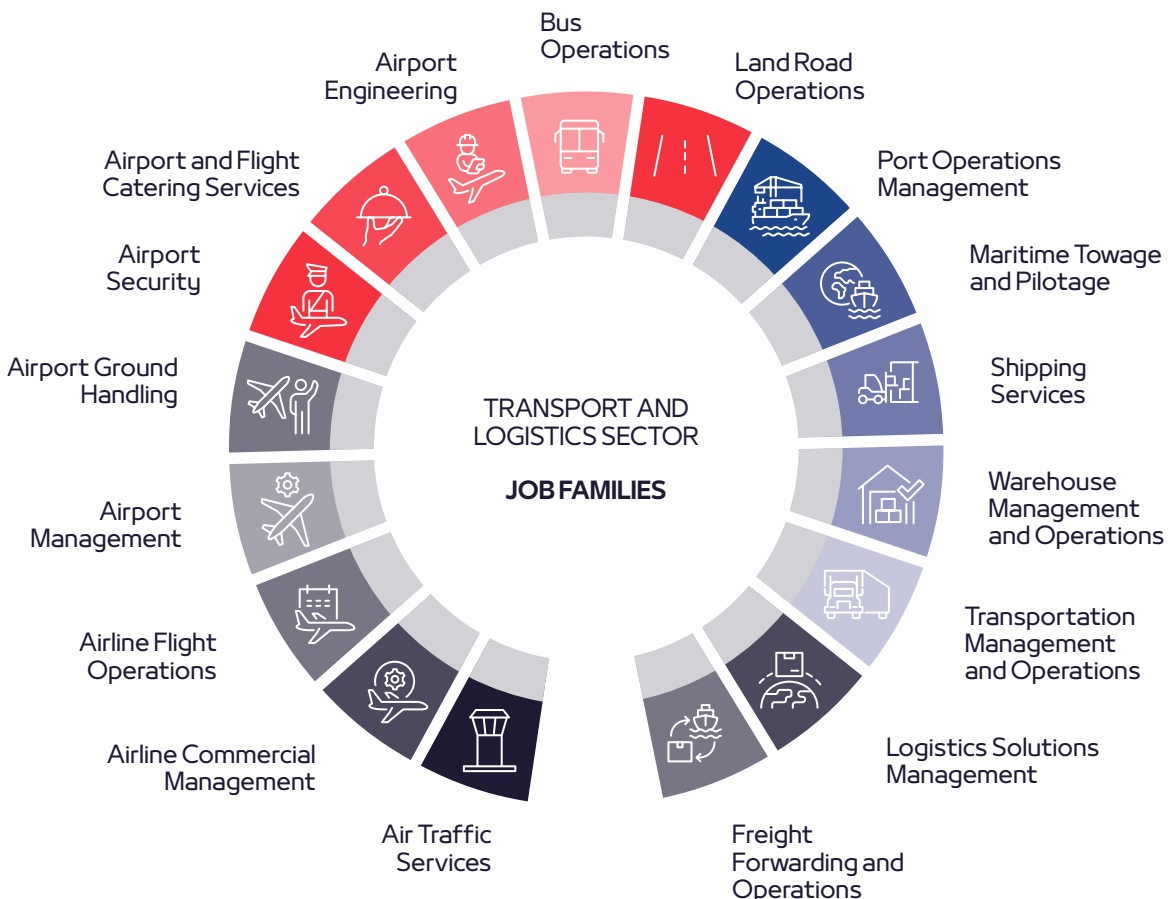 Bus
Operations
Land Road
Operations
Port Operations
Management
Maritime Towage
and Pilotage
Shipping
Services
Warehouse
Management
and Operations
Transportation
Management
and Operations
Logistics Solutions
Management
Freight
Forwarding and
Operations
Air Traffic
Services
Airline Commercial
Management
Airline Flight
Operations
Airport
Management
Airport Ground
Handling
Airport
Security
Airport and Flight
Catering Services
Airport
Engineering
TRANSPORT AND
LOGISTICS SECTOR
JOB FAMILIES